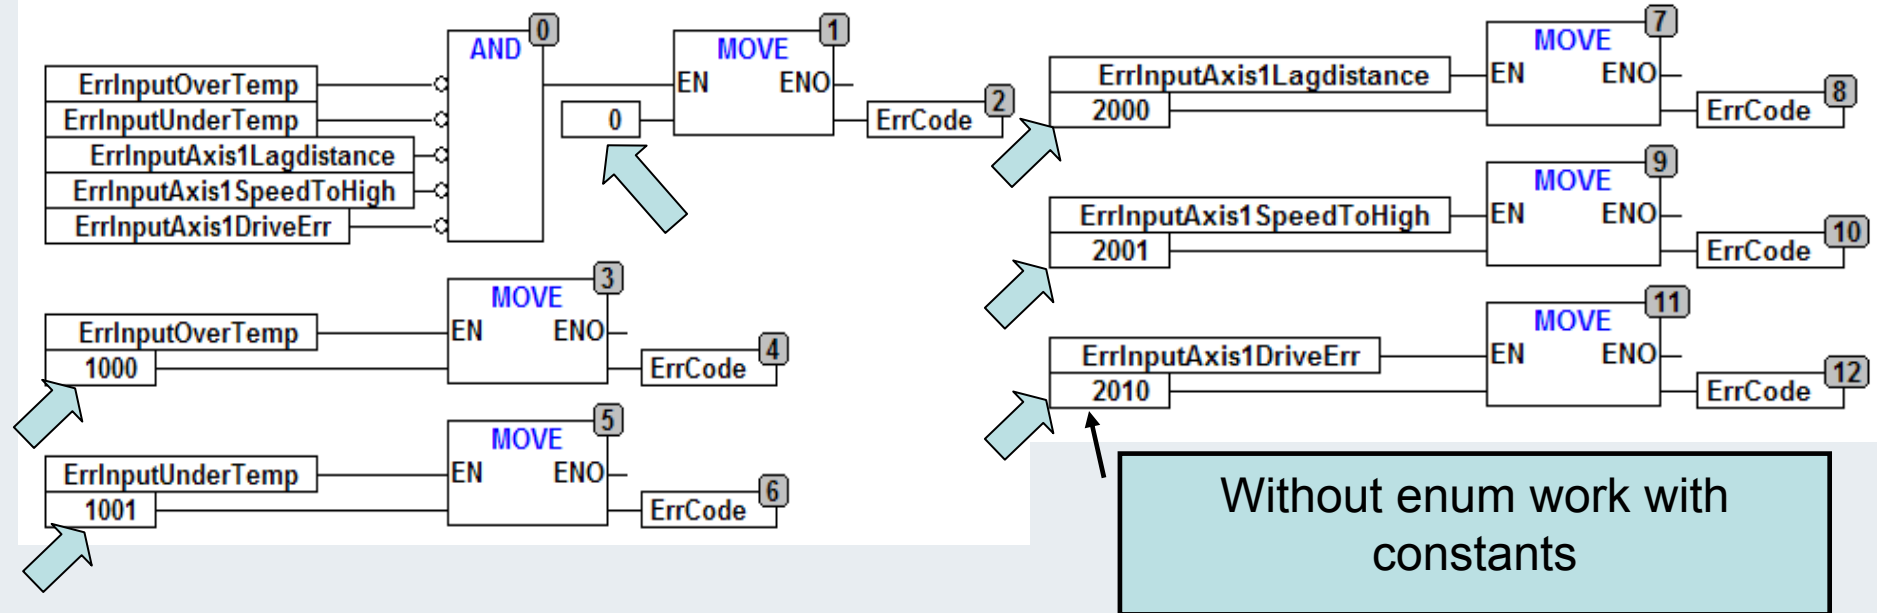 0
AND
ErrInputOverTemp
ErrInputUnderTemp
ErrInputAxis1Lagdistance
ErrInputAxis1SpeedToHigh
ErrInputAxis1DriveErr
1
MOVE
EN ENO
0
ErrCode 2
3
MOVE
ErrInputOverTemp EN ENO
1000
ErrCode 4
5
MOVE
ErrInputUnderTemp EN ENO
1001
ErrCode 6
7
MOVE
ErrInputAxis1Lagdistance EN ENO
2000
ErrCode 8
9
MOVE
ErrInputAxis1SpeedToHigh EN ENO
2001
ErrCode 10
11
MOVE
ErrInputAxis1DriveErr EN ENO
2010
ErrCode 12
Without enum work with
constants